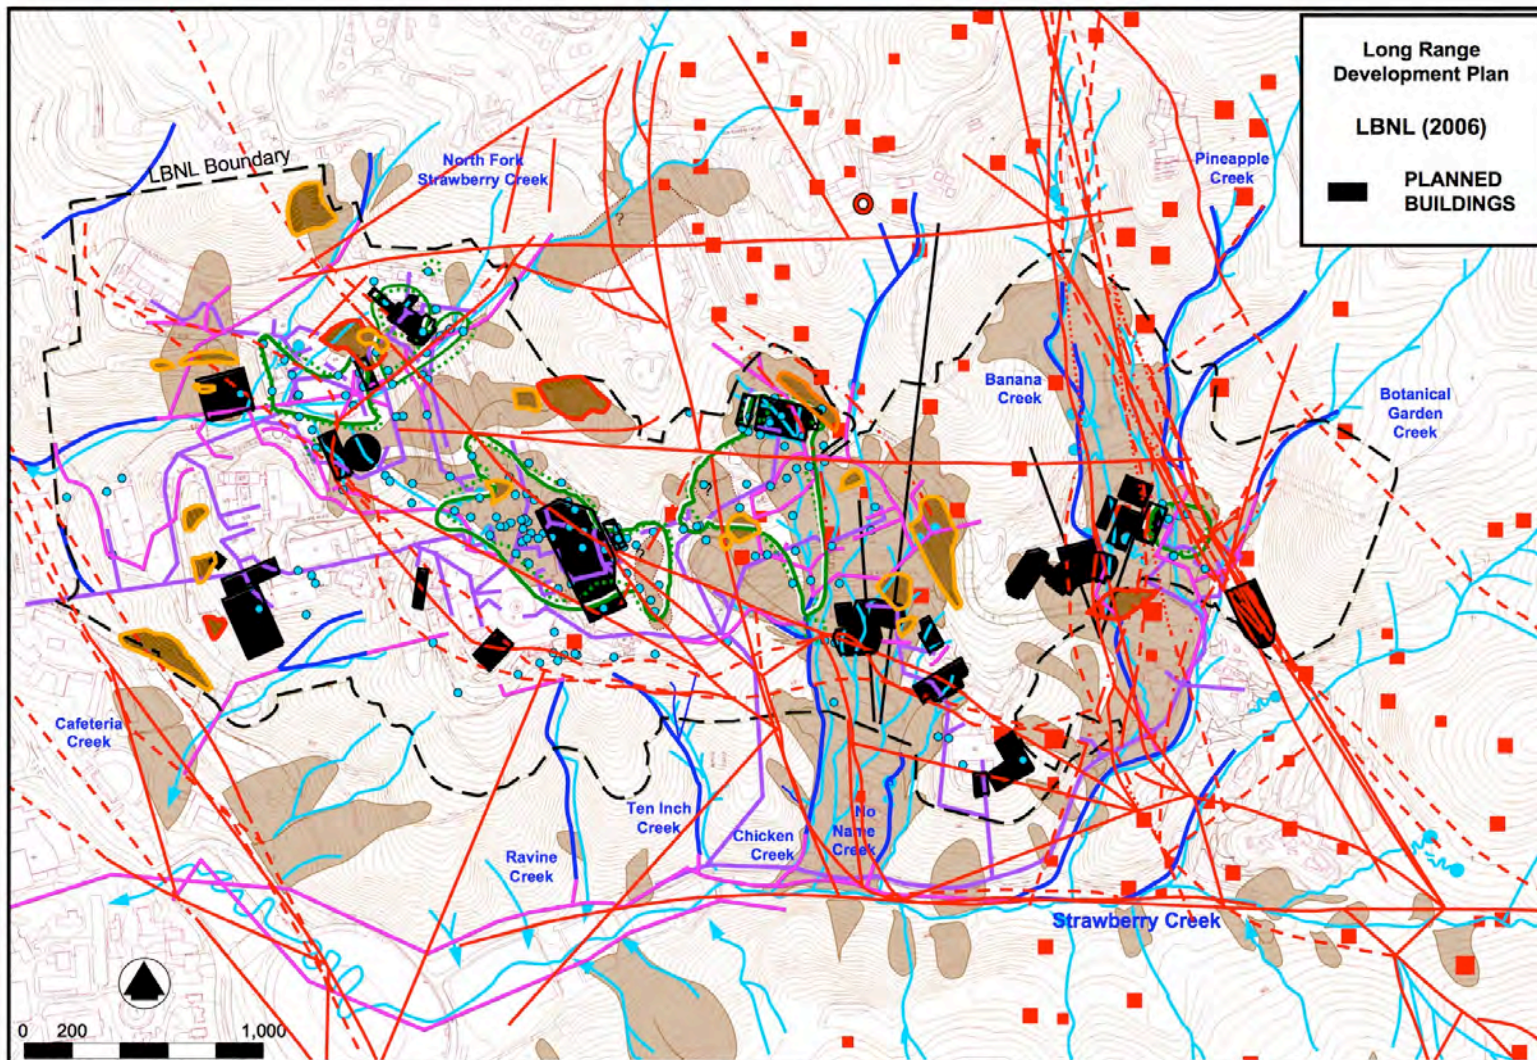 Long Range
Development Plan
LBNL (2006)
PLANNED
BUILDINGS
LBNL Boundary
North Fork
Strawberry Creek
Pineapple
Creek
Banana
Creek
Botanical
Garden
Creek
?
?
?
Cafeteria
Creek
Ten Inch
Creek
Ravine
Creek
Chicken
Creek
No
Name
Creek
Strawberry Creek
0 200 1,000